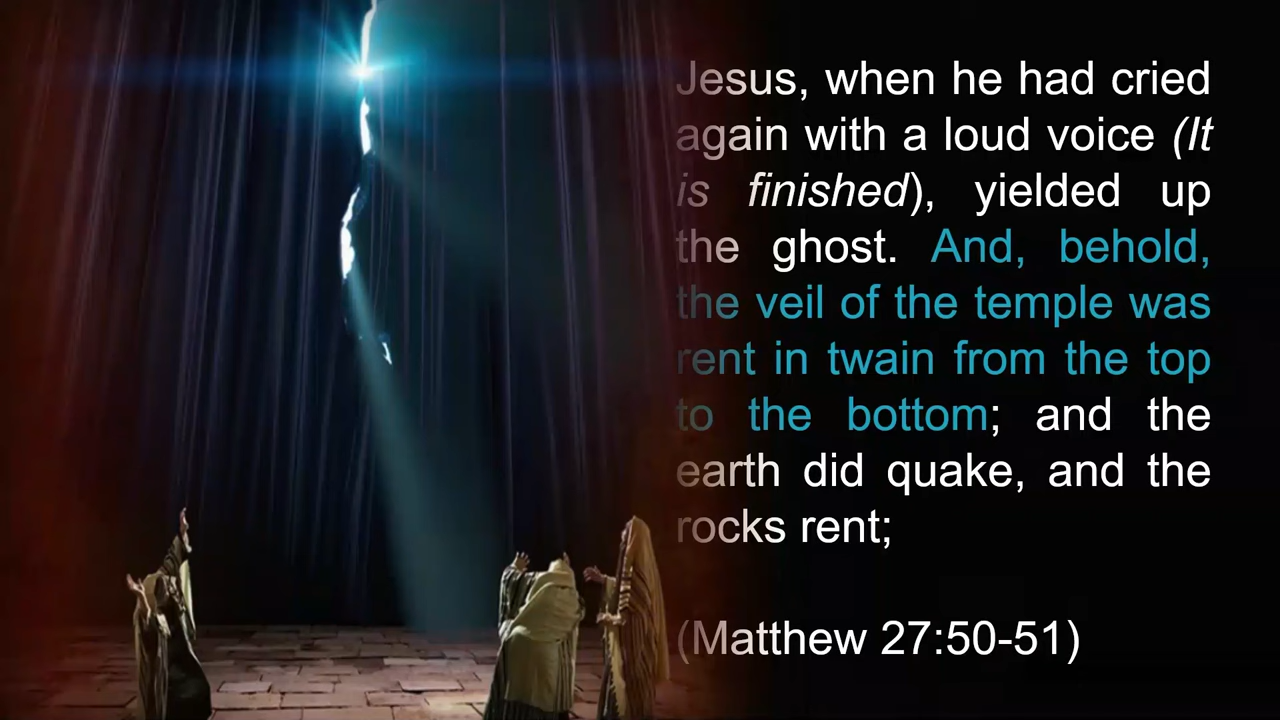 Jesus, when he had cried
again with a loud voice (It
is finished), yielded up
the ghost. And, behold,
the veil of the temple was
rent in twain from the top
to the bottom; and the
earth did quake, and the
rocks rent;
(Matthew 27:50-51)